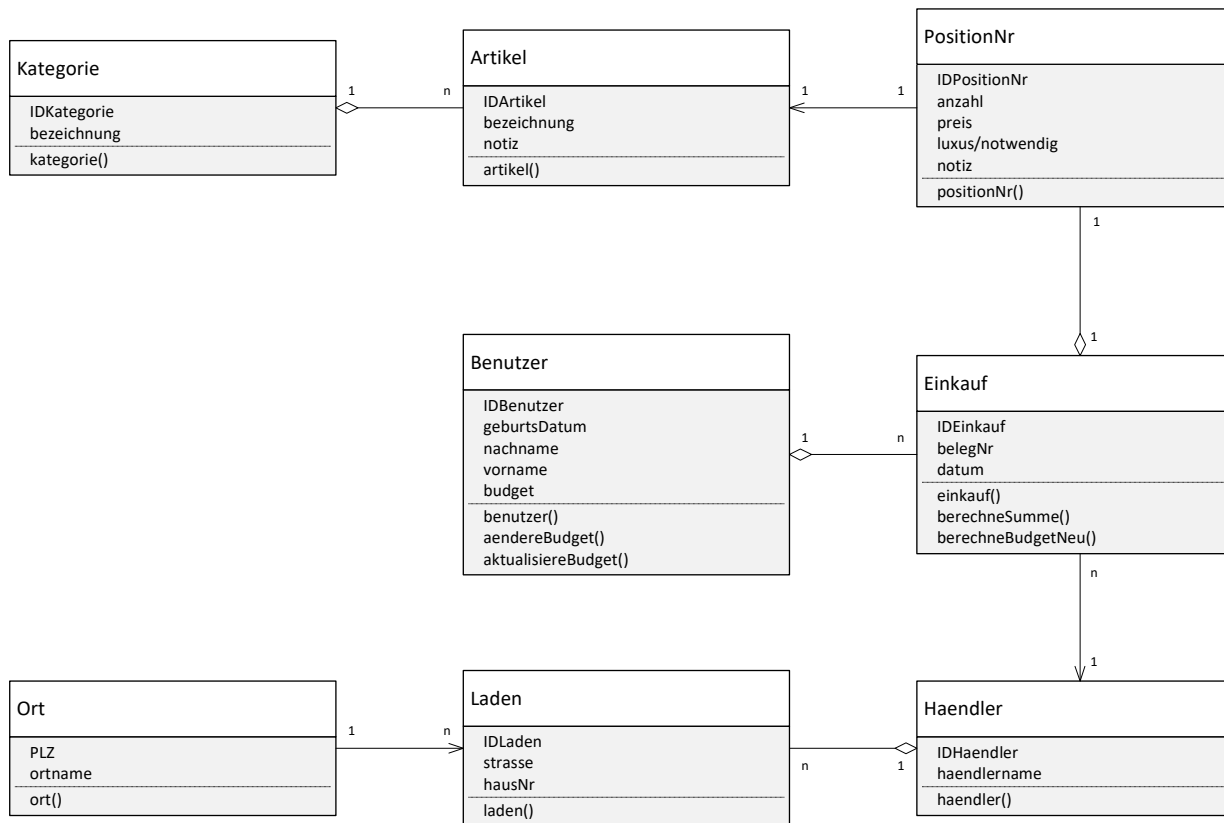 Kategorie
IDKategorie
bezeichnung
kategorie()
1
n
Artikel
IDArtikel
bezeichnung
notiz
artikel()
1
1
PositionNr
IDPositionNr
anzahl
preis
luxus/notwendig
notiz
positionNr()
1
1
Benutzer
IDBenutzer
geburtsDatum
nachname
vorname
budget
benutzer()
aendereBudget()
aktualisiereBudget()
1
n
Einkauf
IDEinkauf
belegNr
datum
einkauf()
berechneSumme()
berechneBudgetNeu()
n
1
Ort
PLZ
ortname
ort()
1
n
Laden
IDLaden
strasse
hausNr
laden()
n
1
Haendler
IDHaendler
haendlername
haendler()